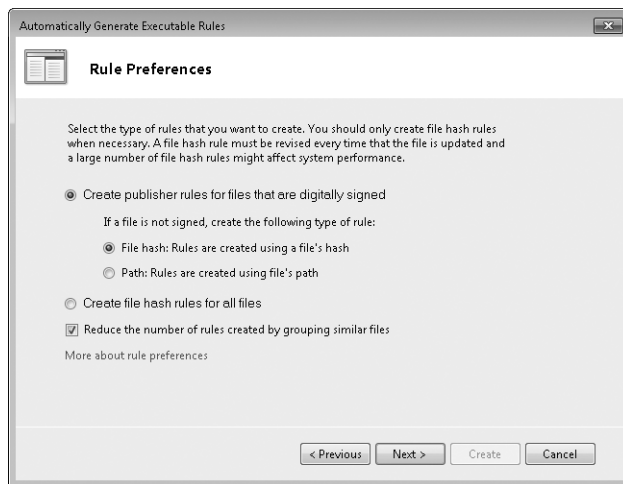 Automatically Generate Executable Rules
Rule Preferences
Select the type of rules that you want to create. You should only create file hash rules
when necessary. A file hash rule must be revised every time that the file is updated and
a large number of file hash rules might affect system performance.
Create publisher rules for files that are digitally signed
If a file is not signed, create the following type of rule:
File hash: Rules are created using a file's hash
Path: Rules are created using file's path
Create file hash rules for all files
Reduce the number of rules created by grouping similar files
More about rule preferences
< Previous Next > Create Cancel